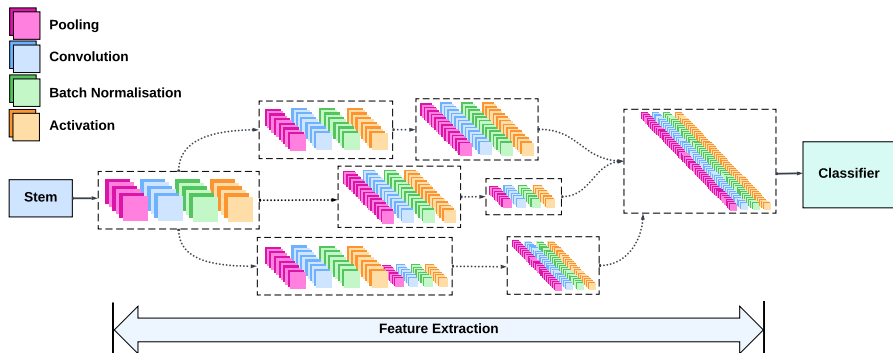 Pooling
Convolution
Batch Normalisation
Activation
Stem
Classifier
Feature Extraction